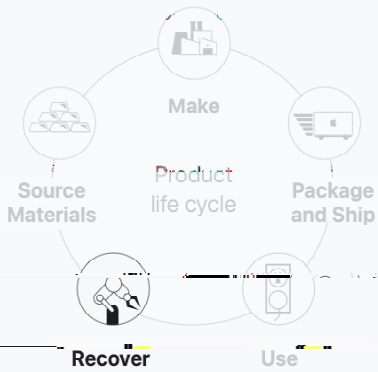 Make
Product
life cycle
Source
Materials
Package
and Ship
Recover
Use